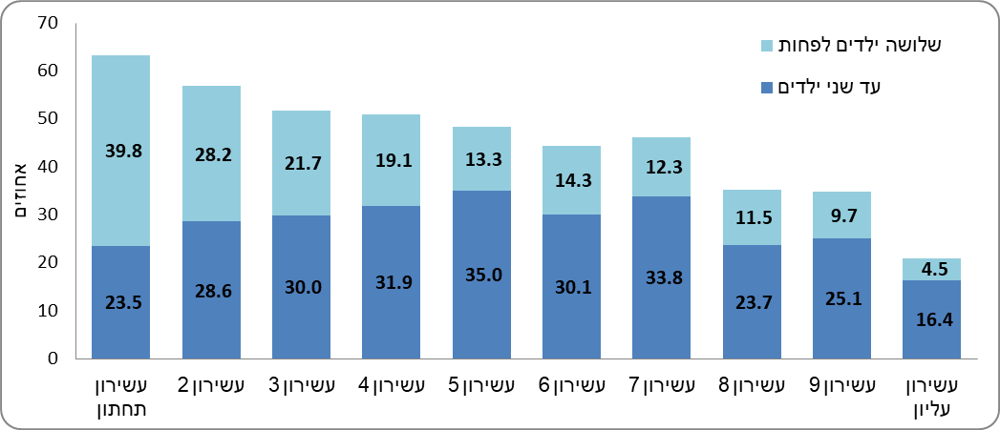 שלושה ילדים לפחות
עד שני ילדים
אחוזים
70
60
50
40
30
20
10
0
39.8 28.2 21.7 19.1 13.3 14.3 12.3 11.5 9.7 4.5
23.5 28.6 30.0 31.9 35.0 30.1 33.8 23.7 25.1 16.4
עשירון תחתון
עשירון 2
עשירון 3
עשירון 4
עשירון 5
עשירון 6
עשירון 7
עשירון 8
עשירון 9
עשירון עליון